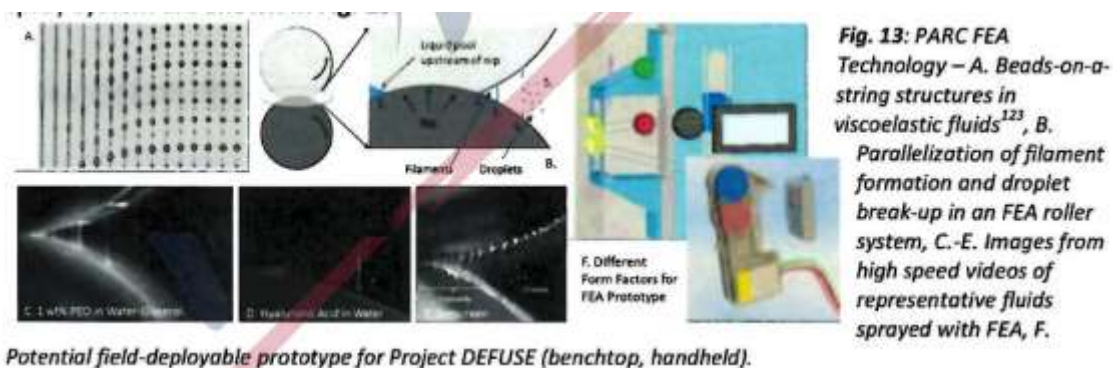 A.
Liquid pool
upstream of nip
Filaments Droplets
B.
C. 1 wt% PEO in Water-Glycerol
D. Hyaluronic Acid in Water
F. Different
Form Factors for
FEA Prototype
Fig. 13: PARC FEA
Technology – A. Beads-on-a-
string structures in
viscoelastic fluids123, B.
Parallelization of filament
formation and droplet
break-up in an FEA roller
system, C.-E. Images from
high speed videos of
representative fluids
sprayed with FEA, F.
Potential field-deployable prototype for Project DEFUSE (benchtop, handheld).